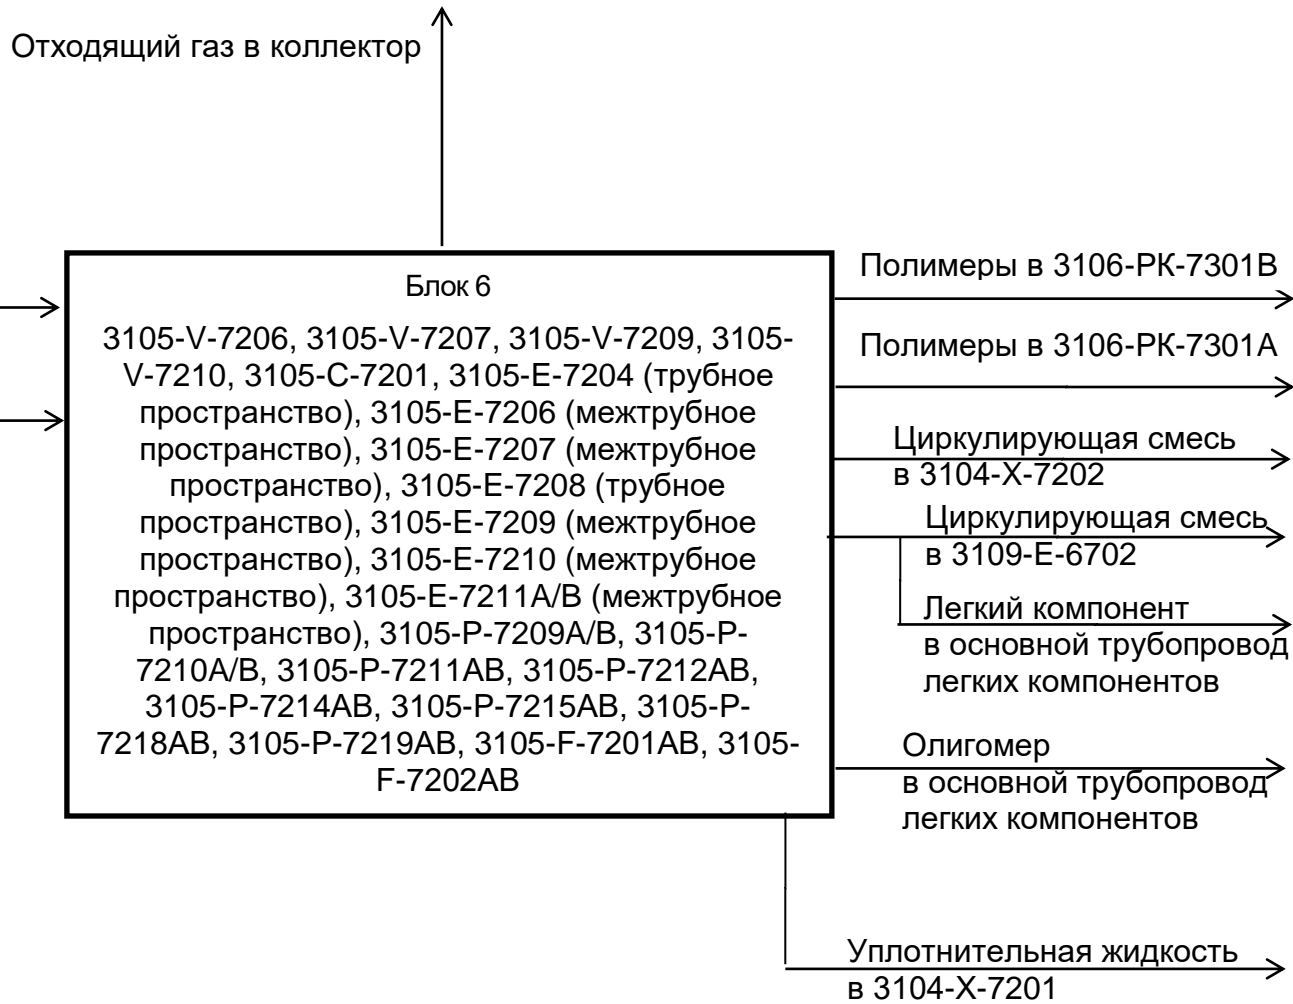 Отходящий газ в коллектор
Блок 6
3105-V-7206, 3105-V-7207, 3105-V-7209, 3105-
V-7210, 3105-C-7201, 3105-E-7204 (трубное
пространство), 3105-E-7206 (межтрубное
пространство), 3105-E-7207 (межтрубное
пространство), 3105-E-7208 (трубное
пространство), 3105-E-7209 (межтрубное
пространство), 3105-E-7210 (межтрубное
пространство), 3105-E-7211A/B (межтрубное
пространство), 3105-P-7209A/B, 3105-P-
7210A/B, 3105-P-7211AB, 3105-P-7212AB,
3105-P-7214AB, 3105-P-7215AB, 3105-P-
7218AB, 3105-P-7219AB, 3105-F-7201AB, 3105-
F-7202AB
Полимеры в 3106-РК-7301В
Полимеры в 3106-РК-7301А
Циркулирующая смесь
в 3104-X-7202
Циркулирующая смесь
в 3109-E-6702
Легкий компонент
в основной трубопровод
легких компонентов
Олигомер
в основной трубопровод
легких компонентов
Уплотнительная жидкость
в 3104-X-7201